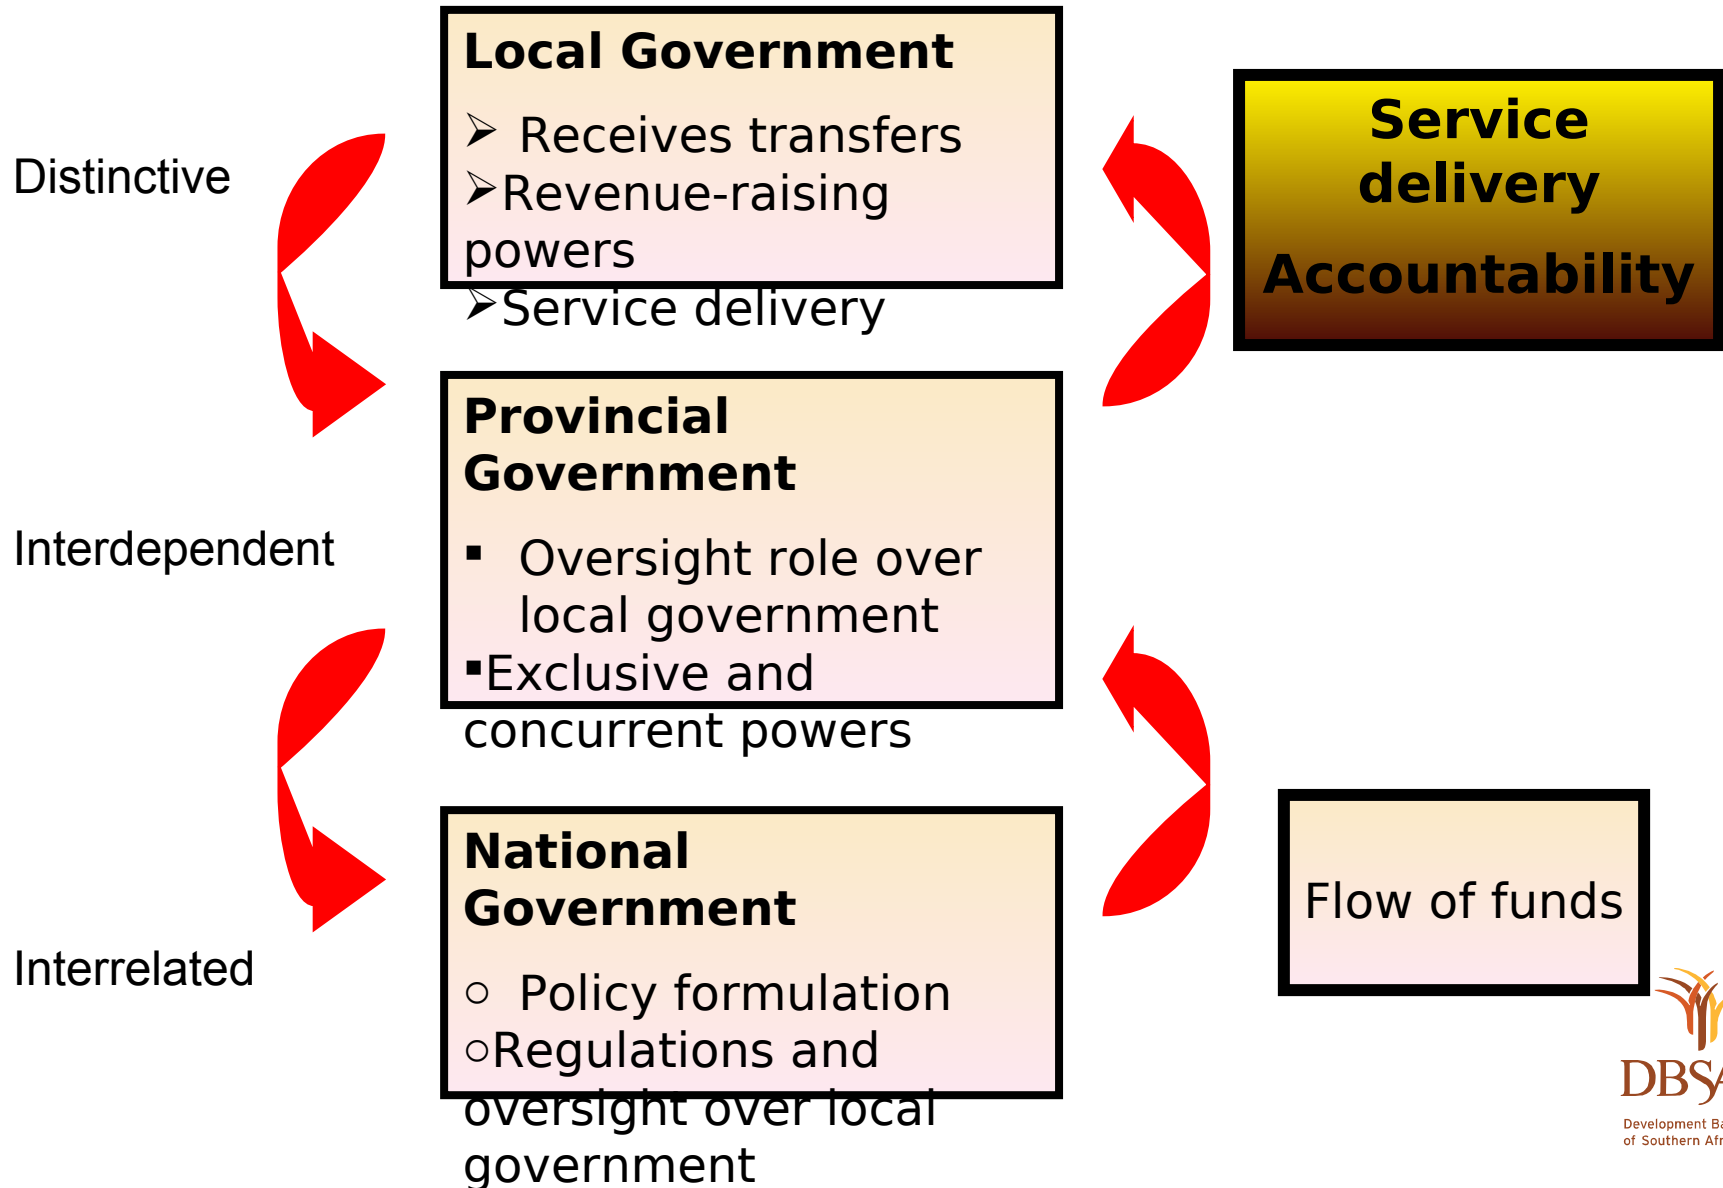 Local Government
➢ Receives transfers
➢Revenue-raising
powers
➢Service delivery
Distinctive
Service
delivery
Accountability
Provincial
Government
▪ Oversight role over
local government
▪Exclusive and
concurrent powers
Interdependent
National
Government
○ Policy formulation
○Regulations and
oversight over local
government
Interrelated
Flow of funds
DBSA
Development Ba
of Southern Afr